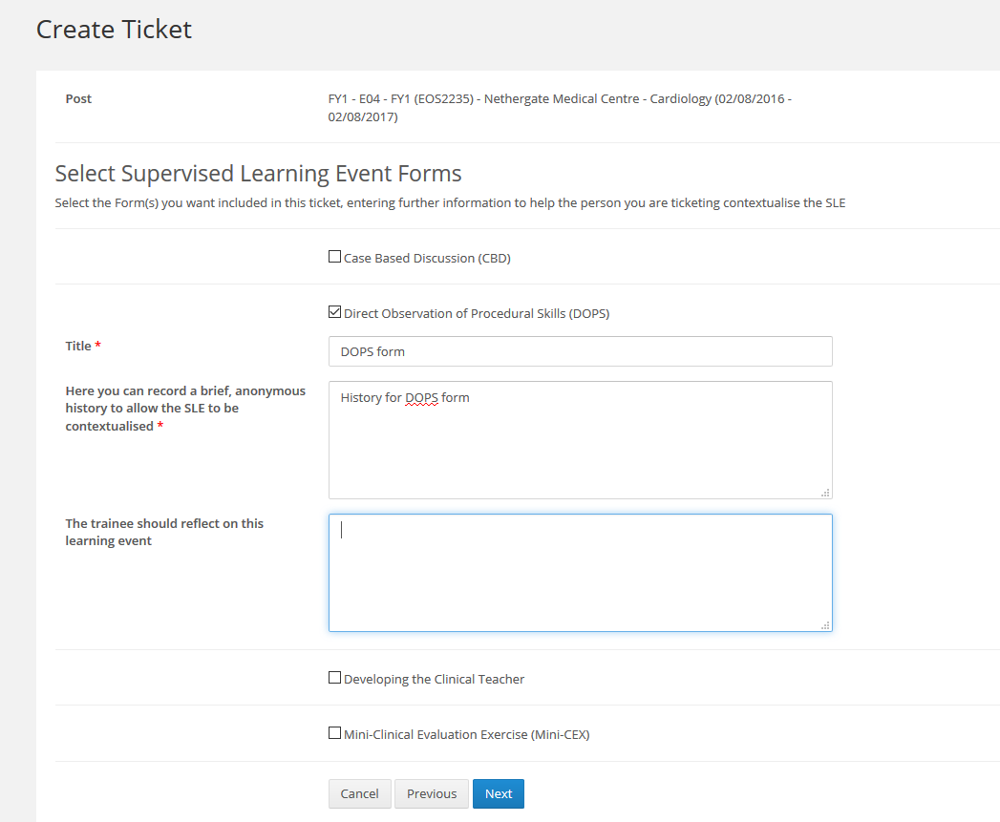 Create Ticket
Post
FY1 - E04 - FY1 (EOS2235) - Nethergate Medical Centre - Cardiology (02/08/2016 -
02/08/2017)
Select Supervised Learning Event Forms
Select the Form(s) you want included in this ticket, entering further information to help the person you are ticketing contextualise the SLE
Case Based Discussion (CBD)
Direct Observation of Procedural Skills (DOPS)
Title *
DOPS form
Here you can record a brief, anonymous
history to allow the SLE to be
contextualised *
History for DOPS form
The trainee should reflect on this
learning event
Developing the Clinical Teacher
Mini-Clinical Evaluation Exercise (Mini-CEX)
Cancel
Previous
Next